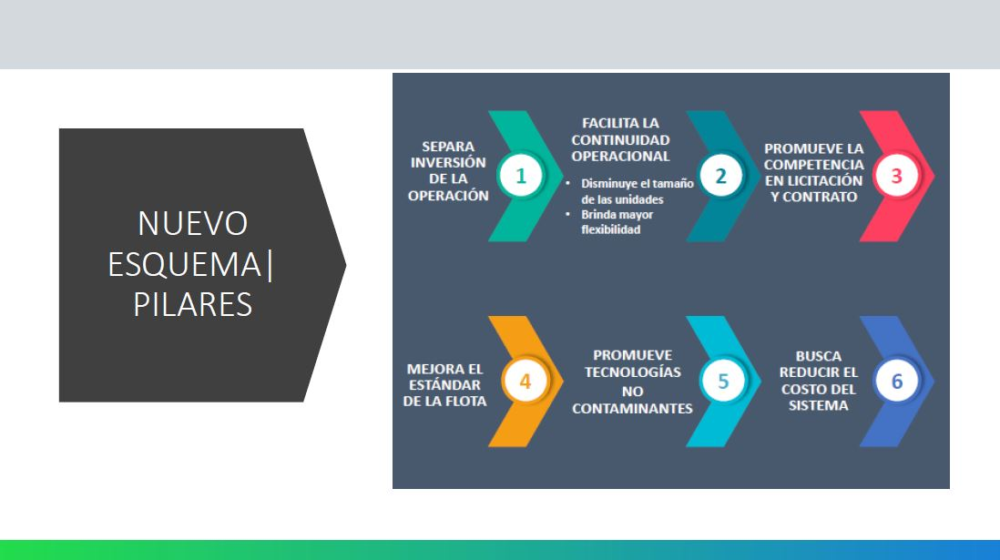 NUEVO
ESQUEMA|
PILARES
SEPARA
INVERSIÓN
DE LA
OPERACIÓN
1
FACILITA LA
CONTINUIDAD
OPERACIONAL
• Disminuye el tamaño
de las unidades
• Brinda mayor
flexibilidad
2
PROMUEVE LA
COMPETENCIA
EN LICITACIÓN
Y CONTRATO
3
MEJORA EL
ESTÁNDAR
DE LA FLOTA
4
PROMUEVE
TECNOLOGÍAS
NO
CONTAMINANTES
5
BUSCA
REDUCIR EL
COSTO DEL
SISTEMA
6